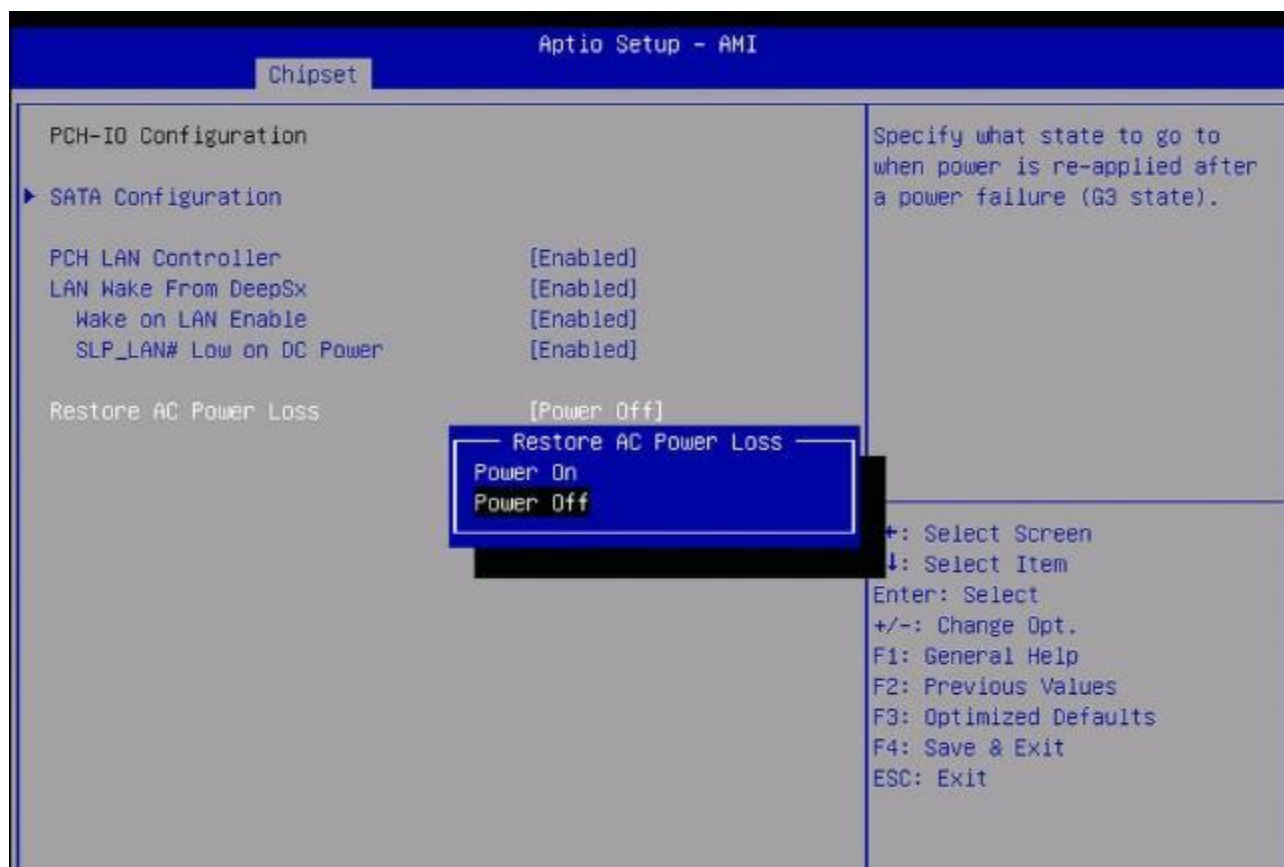 Aptio Setup - AMI
Chipset
PCH-IO Configuration
SATA Configuration
PCH LAN Controller [Enabled]
LAN Wake From DeepSx [Enabled]
Wake on LAN Enable [Enabled]
SLP_LAN# Low on DC Power [Enabled]
Restore AC Power Loss [Power Off]
Restore AC Power Loss
Power On
Power Off
Specify what state to go to
when power is re-applied after
a power failure (G3 state).
: Select Screen
↓: Select Item
Enter: Select
+/-: Change Opt.
F1: General Help
F2: Previous Values
F3: Optimized Defaults
F4: Save & Exit
ESC: Exit